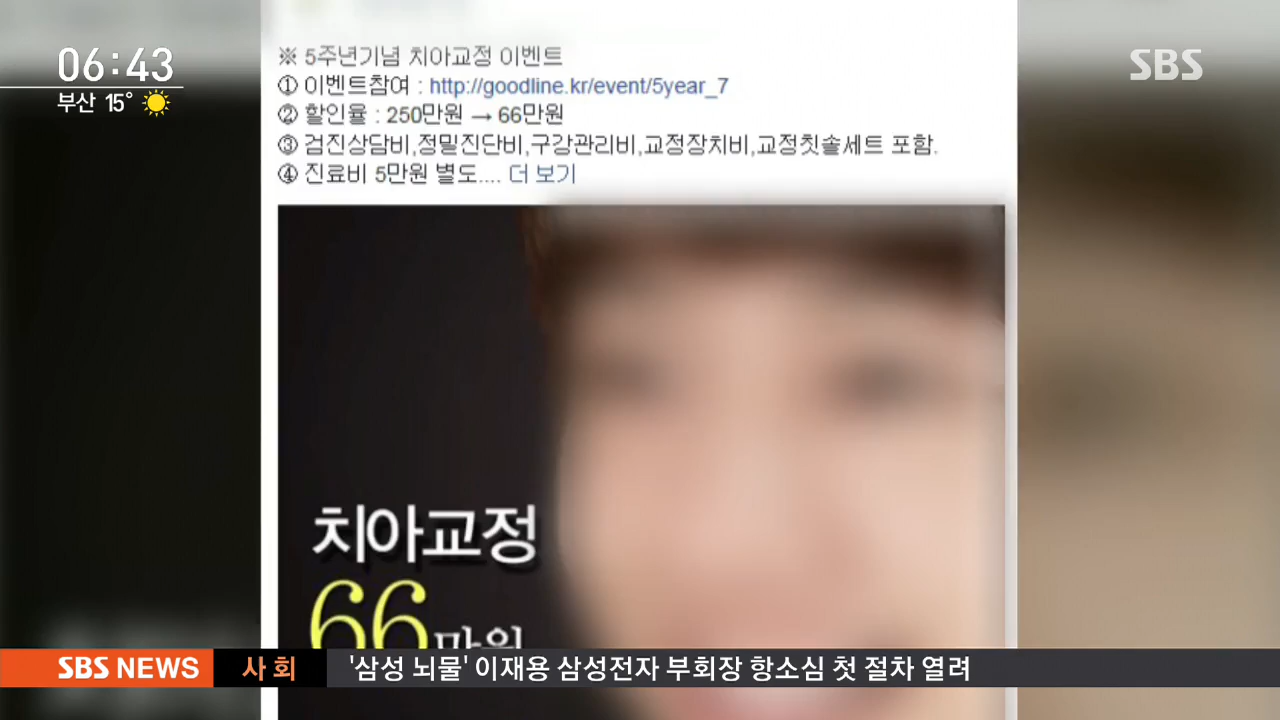 06:43
부산 15°
SBS
※ 5주년기념 치아교정 이벤트
① 이벤트참여 : http://goodline.kr/event/5year_7
② 할인율 : 250만원 → 66만원
③ 검진상담비,정밀진단비,구강관리비,교정장치비,교정칫솔세트 포함.
④ 진료비 5만원 별도.... 더 보기
치아교정
66만원
SBS NEWS 사회 '삼성 뇌물' 이재용 삼성전자 부회장 항소심 첫 절차 열려